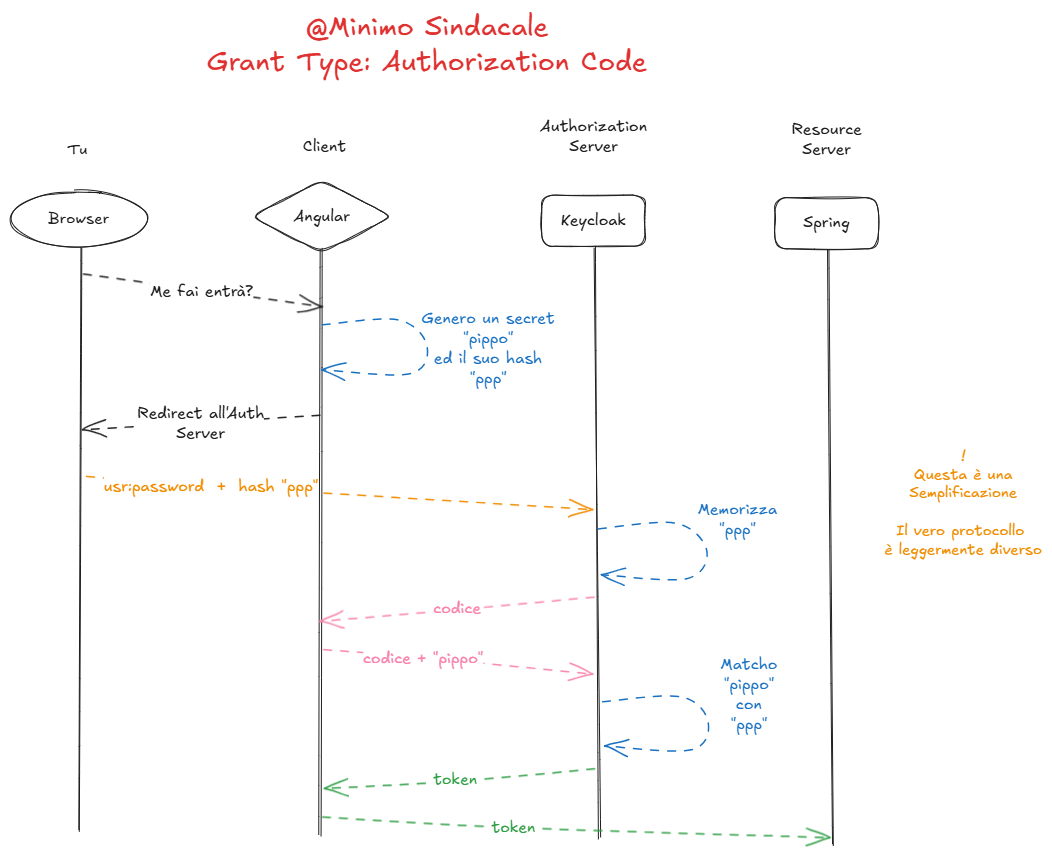 @Minimo Sindacale
Grant Type: Authorization Code
Tu
Client
Authorization
Server
Resource
Server
Browser
Angular
Keycloak
Spring
Me fai entrà?
Genero un secret
"pippo"
ed il suo hash
"ppp"
Redirect all'Auth
Server
usr:password + hash "ppp"
!
Questa è una
Semplificazione
Il vero protocollo
è leggermente diverso
Memorizza
"ppp"
codice
codice + "pippo"
Matcho
"pippo"
con
"ppp"
token
token